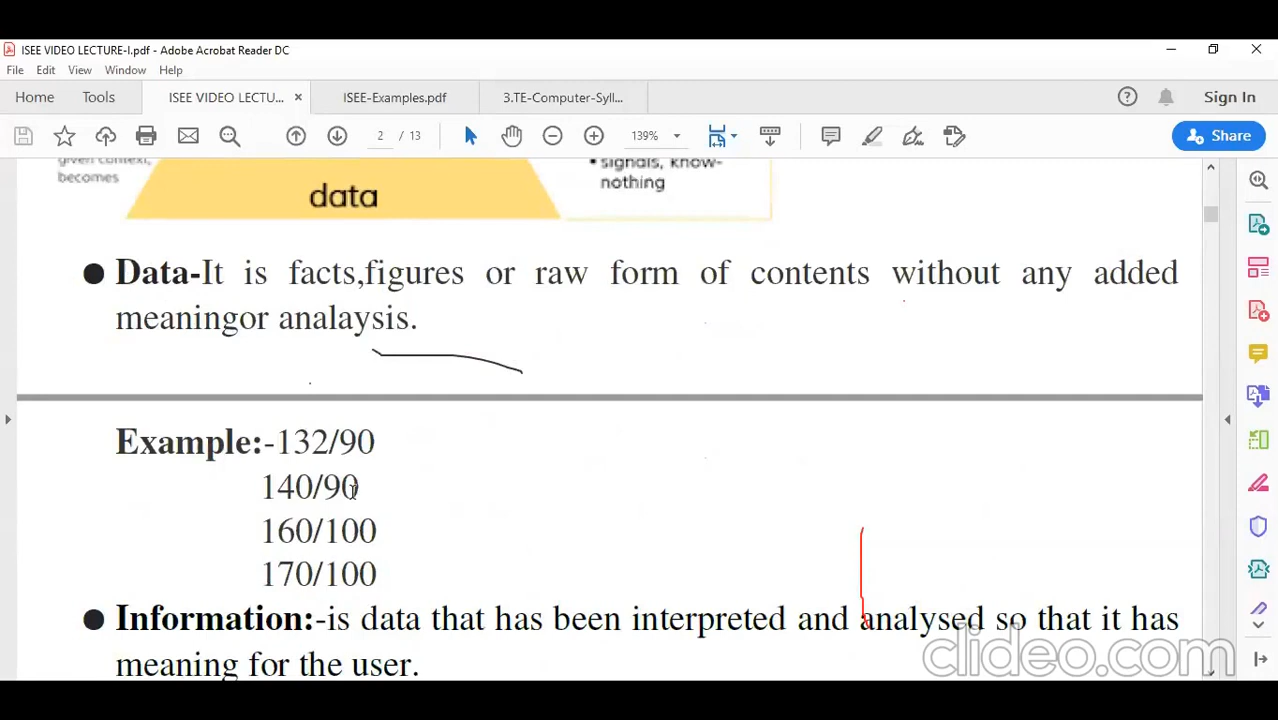 ISEE VIDEO LECTURE-I.pdf - Adobe Acrobat Reader DC
File Edit View Window Help
Home Tools ISEE VIDEO LECTU... × ISEE-Examples.pdf 3.TE-Computer-Syll... Sign In
2 / 13 139% Share
given context,
becomes
data
• signals, know-
nothing
● Data-It is facts,figures or raw form of contents without any added
meaningor analaysis.
Example:-132/90
140/90
160/100
170/100
● Information:-is data that has been interpreted and analysed so that it has
meaning for the user.
clideo.com